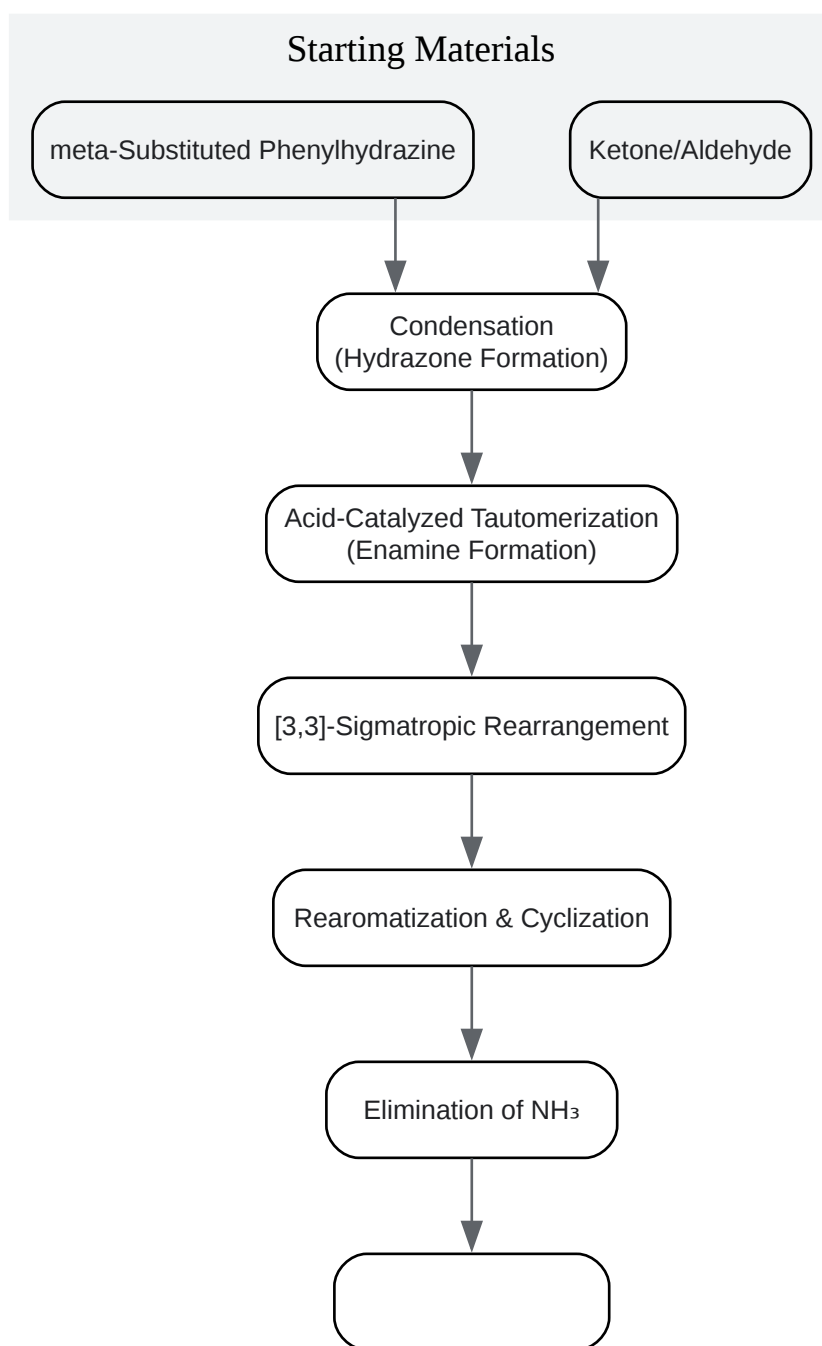 Starting Materials
meta-Substituted Phenylhydrazine
Ketone/Aldehyde
Condensation
(Hydrazone Formation)
Acid-Catalyzed Tautomerization
(Enamine Formation)
[3,3]-Sigmatropic Rearrangement
Rearomatization & Cyclization
Elimination of NH₃